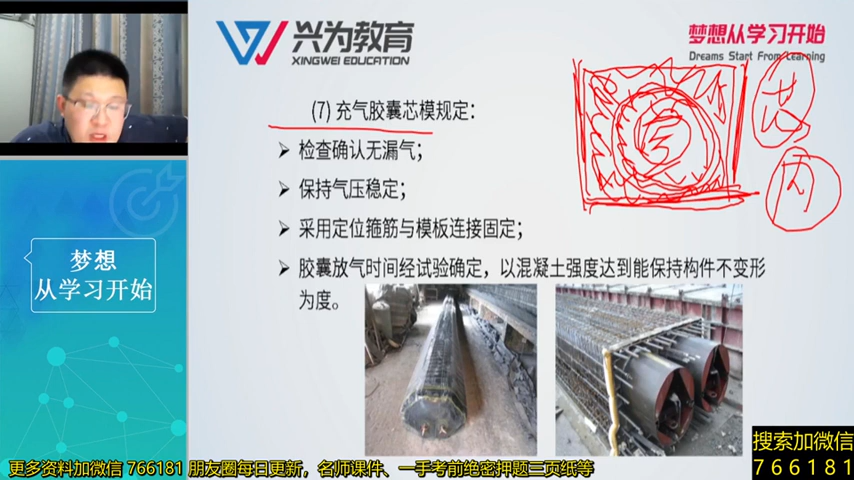 兴为教育
XINGWEI EDUCATION
梦想从学习开始
Dreams Start From Learning
(7) 充气胶囊芯模规定：
➢ 检查确认无漏气；
➢ 保持气压稳定；
➢ 采用定位箍筋与模板连接固定；
➢ 胶囊放气时间经试验确定，以混凝土强度达到能保持构件不变形
为度。
气
芯
内
梦想
从学习开始
搜索加微信
766181
更多资料加微信 766181 朋友圈每日更新，名师课件、一手考前绝密押题三页纸等